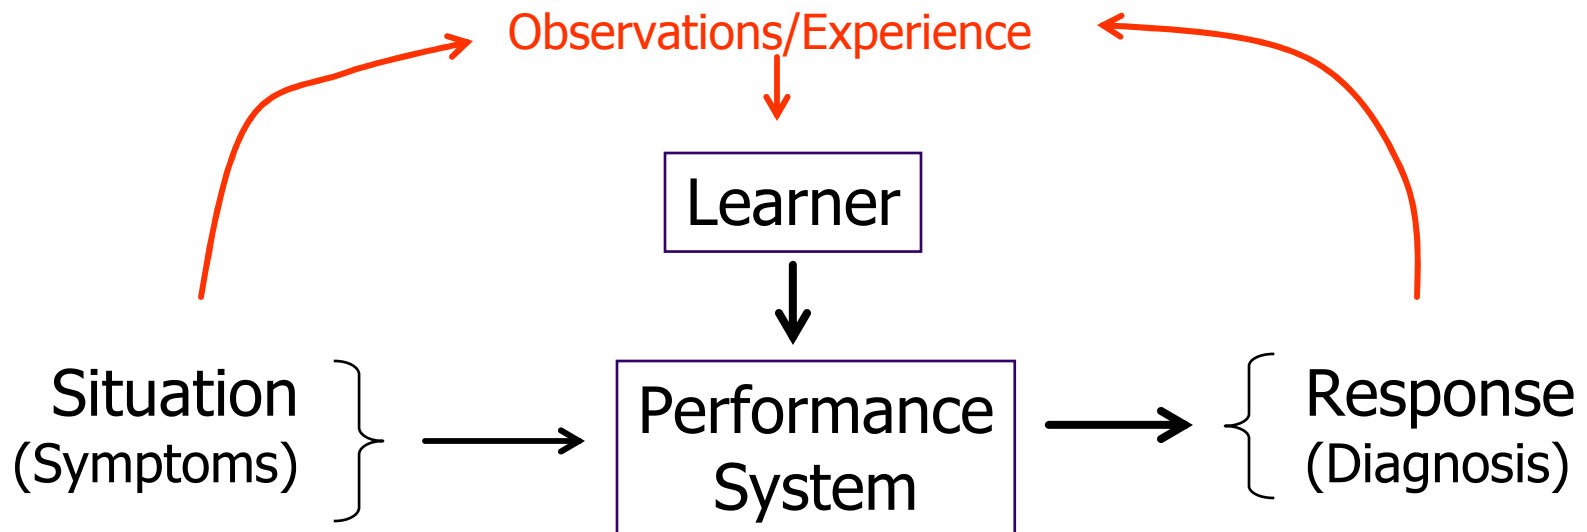 Observations/Experience
Learner
Situation
(Symptoms)
Performance
System
Response
(Diagnosis)